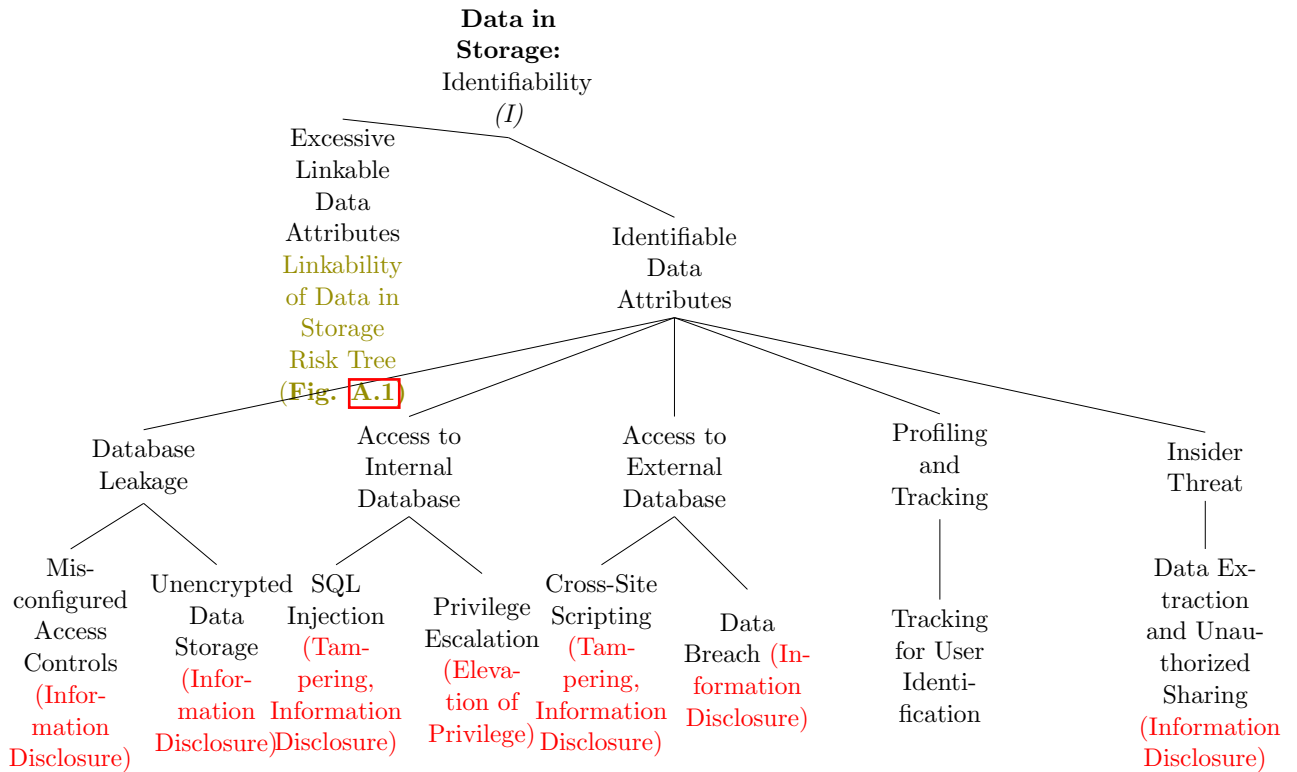 Data in
Storage:
Identifiability
(I)
Excessive
Linkable
Data
Attributes
Linkability
of Data in
Storage
Risk Tree
(Fig. A.1)
Identifiable
Data
Attributes
Database
Leakage
Access to
Internal
Database
Access to
External
Database
Profiling
and
Tracking
Insider
Threat
Mis-
configured
Access
Controls
(Infor-
mation
Disclosure)
Unencrypted
Data
Storage
(Infor-
mation
Disclosure)
SQL
Injection
(Tam-
pering,
Information
Disclosure)
Privilege
Escalation
(Eleva-
tion of
Privilege)
Cross-Site
Scripting
(Tam-
pering,
Information
Disclosure)
Data
Breach (In-
formation
Disclosure)
Tracking
for User
Identi-
fication
Data Ex-
traction
and Unau-
thorized
Sharing
(Information
Disclosure)